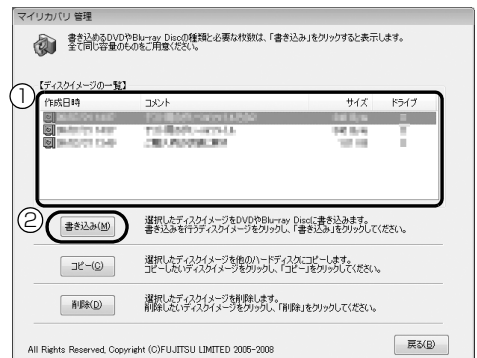 マイリカバリ 管理
書き込めるDVDやBlu-ray Discの種類と必要な枚数は、「書き込み」をクリックすると表示します。
全て同じ容量のものをご用意ください。
【ディスクイメージの一覧】
①
作成日時 コメント サイズ ドライブ
②
書き込み(M)
選択したディスクイメージをDVDやBlu-ray Discに書き込みます。
書き込みを行うディスクイメージをクリックし、「書き込み」をクリックしてください。
コピー(C)
選択したディスクイメージを他のハードディスクにコピーします。
コピーしたいディスクイメージをクリックし、「コピー」をクリックしてください。
削除(D)
選択したディスクイメージを削除します。
削除したいディスクイメージをクリックし、「削除」をクリックしてください。
All Rights Reserved, Copyright (C)FUJITSU LIMITED 2005-2008
戻る(B)